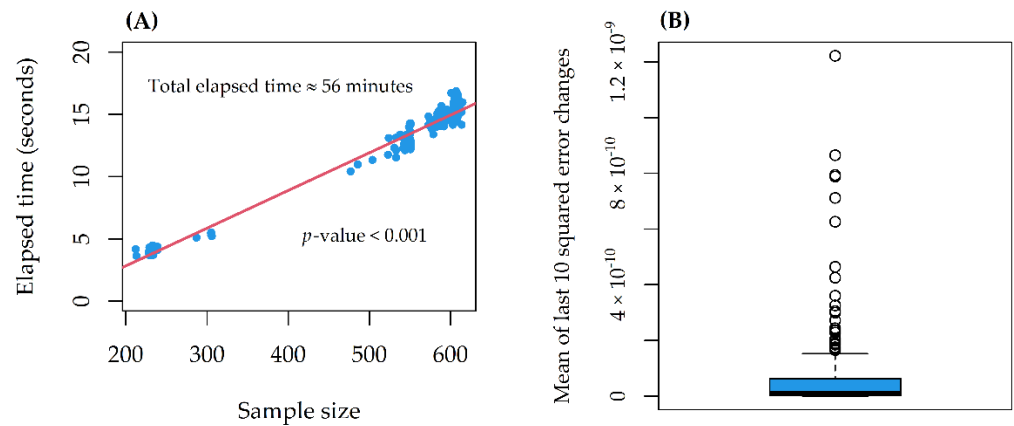 (A)
Elapsed time (seconds)
20
15
10
5
0
Total elapsed time ≈ 56 minutes
p-value < 0.001
200 300 400 500 600
Sample size
(B)
Mean of last 10 squared error changes
1.2 × 10⁻⁹
8 × 10⁻¹⁰
4 × 10⁻¹⁰
0